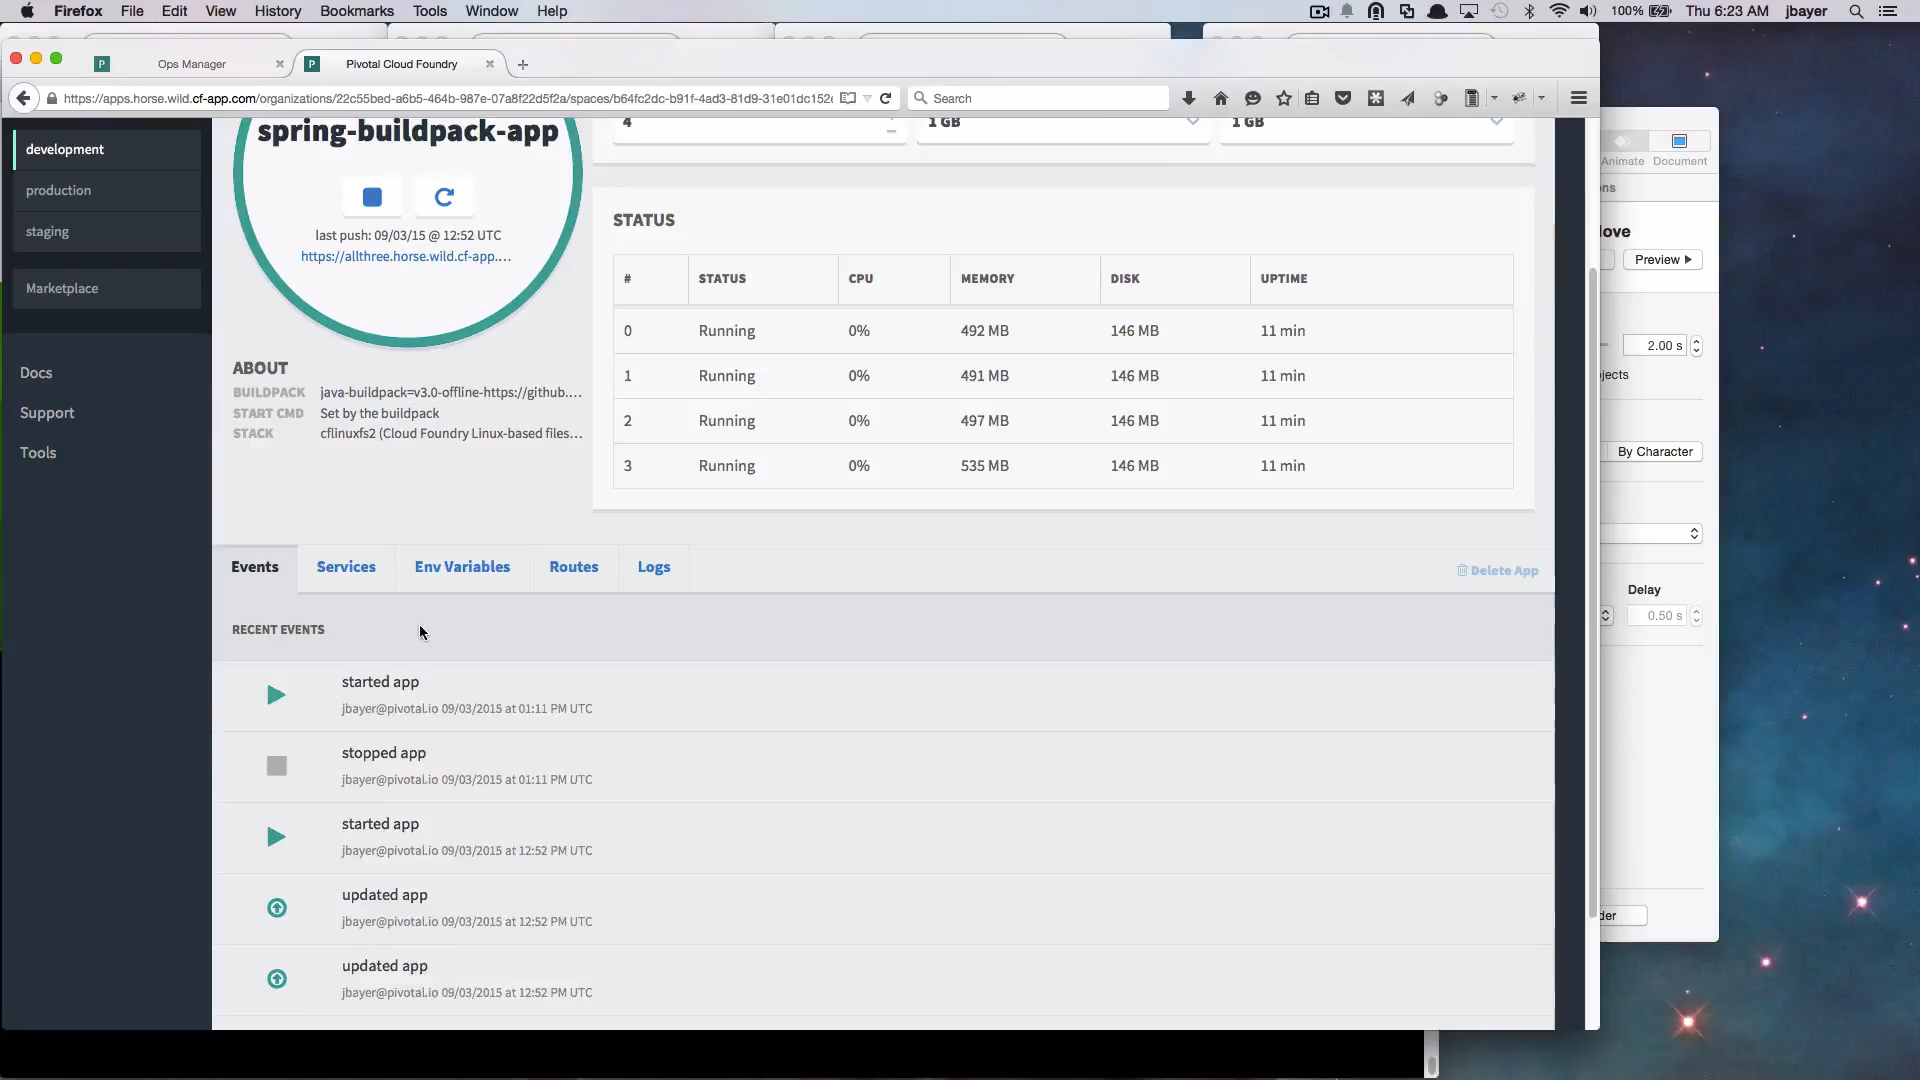 Firefox File Edit View History Bookmarks Tools Window Help
100% Thu 6:23 AM jbayer
Ops Manager
Pivotal Cloud Foundry
https://apps.horse.wild.cf-app.com/organizations/22c55bed-a6b5-464b-987e-07a8f22d5f2a/spaces/b64fc2dc-b91f-4ad3-81d9-31e01dc152e
Search
development
production
staging
Marketplace
Docs
Support
Tools
spring-buildpack-app
last push: 09/03/15 @ 12:52 UTC
https://allthree.horse.wild.cf-app....
ABOUT
BUILDPACK java-buildpack=v3.0-offline-https://github....
START CMD Set by the buildpack
STACK cflinuxfs2 (Cloud Foundry Linux-based files...
4 1 GB 1 GB
STATUS
# STATUS CPU MEMORY DISK UPTIME
0 Running 0% 492 MB 146 MB 11 min
1 Running 0% 491 MB 146 MB 11 min
2 Running 0% 497 MB 146 MB 11 min
3 Running 0% 535 MB 146 MB 11 min
Events Services Env Variables Routes Logs
Delete App
RECENT EVENTS
started app
jbayer@pivotal.io 09/03/2015 at 01:11 PM UTC
stopped app
jbayer@pivotal.io 09/03/2015 at 01:11 PM UTC
started app
jbayer@pivotal.io 09/03/2015 at 12:52 PM UTC
updated app
jbayer@pivotal.io 09/03/2015 at 12:52 PM UTC
updated app
jbayer@pivotal.io 09/03/2015 at 12:52 PM UTC
Animate Document
ons
love
Preview
2.00 s
jects
By Character
Delay
0.50 s
der